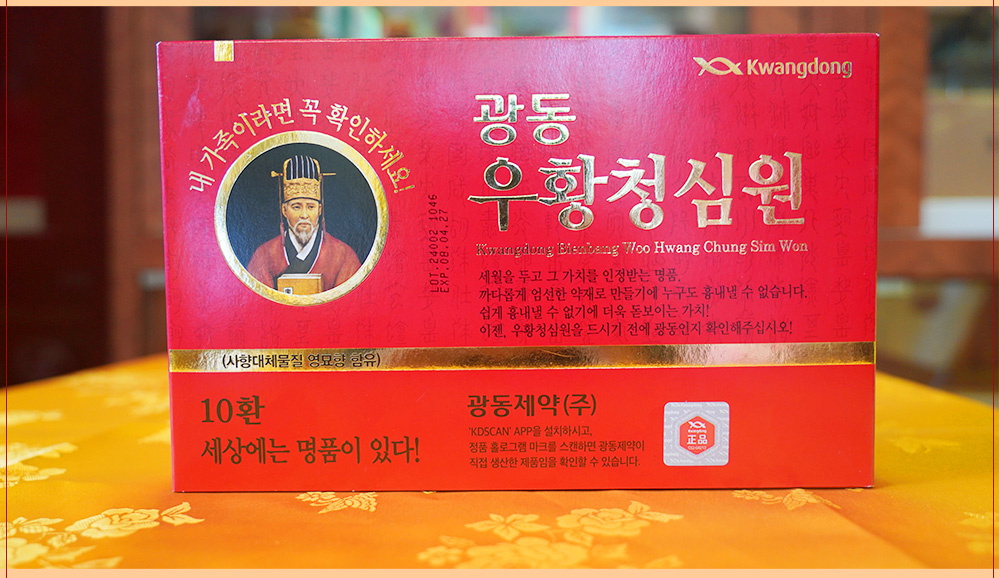 Kwangdong
내 가족이라면 꼭 확인하세요!
광동
우황청심원
Kwangdong Bienbang Woo Hwang Chung Sim Won
LOT:24002 1046
EXP.08.04.27
세월을 두고 그 가치를 인정받는 명품.
까다롭게 엄선한 약재로 만들기에 누구도 흉내낼 수 없습니다.
쉽게 흉내낼 수 없기에 더욱 돋보이는 가치!
이젠, 우황청심원을 드시기 전에 광동인지 확인해주십시오!
(사향대체물질 영묘향 함유)
10환
세상에는 명품이 있다!
광동제약(주)
'KDSCAN' APP을 설치하시고,
정품 홀로그램 마크를 스캔하면 광동제약이
직접 생산한 제품임을 확인할 수 있습니다.
Kwangdong
正品